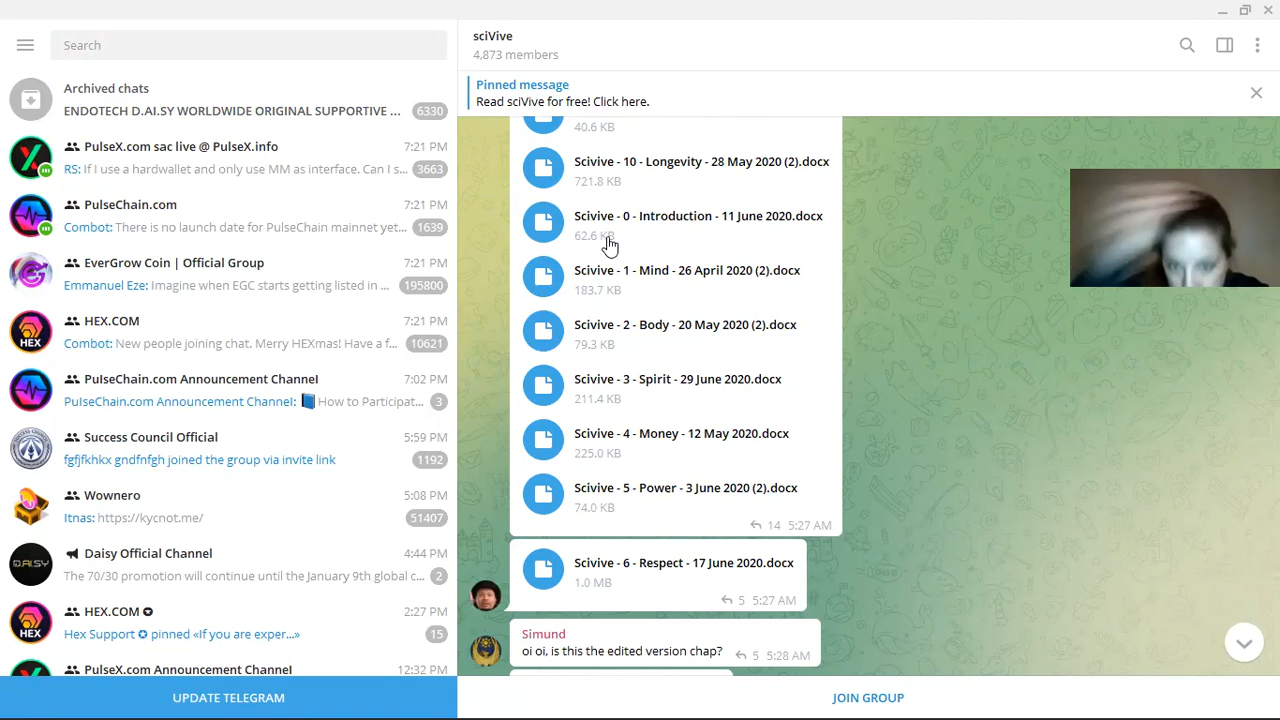 Search
Archived chats
ENDOTECH D.AI.SY WORLDWIDE ORIGINAL SUPPORTIVE ...
6330
PulseX.com sac live @ PulseX.info
7:21 PM
RS: If I use a hardwallet and only use MM as interface. Can I s...
3663
PulseChain.com
7:21 PM
Combot: There is no launch date for PulseChain mainnet yet...
1639
EverGrow Coin | Official Group
7:21 PM
Emmanuel Eze: Imagine when EGC starts getting listed in ...
195800
HEX.COM
7:21 PM
Combot: New people joining chat. Merry HEXmas! Have a f...
10621
PulseChain.com Announcement Channel
7:02 PM
PulseChain.com Announcement Channel: 📘 How to Participat...
3
Success Council Official
5:59 PM
fgfjfkhkx gndfnfgh joined the group via invite link
1192
Wownero
5:08 PM
Itnas: https://kycnot.me/
51407
Daisy Official Channel
4:44 PM
The 70/30 promotion will continue until the January 9th global c...
2
HEX.COM
2:27 PM
Hex Support ✪ pinned «If you are exper...»
15
PulseX.com Announcement Channel
12:32 PM
UPDATE TELEGRAM
sciVive
4,873 members
Pinned message
Read sciVive for free! Click here.
40.6 KB
Scivive - 10 - Longevity - 28 May 2020 (2).docx
721.8 KB
Scivive - 0 - Introduction - 11 June 2020.docx
62.6 KB
Scivive - 1 - Mind - 26 April 2020 (2).docx
183.7 KB
Scivive - 2 - Body - 20 May 2020 (2).docx
79.3 KB
Scivive - 3 - Spirit - 29 June 2020.docx
211.4 KB
Scivive - 4 - Money - 12 May 2020.docx
225.0 KB
Scivive - 5 - Power - 3 June 2020 (2).docx
74.0 KB
14 5:27 AM
Scivive - 6 - Respect - 17 June 2020.docx
1.0 MB
5 5:27 AM
Simund
oi oi, is this the edited version chap?
5 5:28 AM
JOIN GROUP
HEX
HEX
D.AI.SY